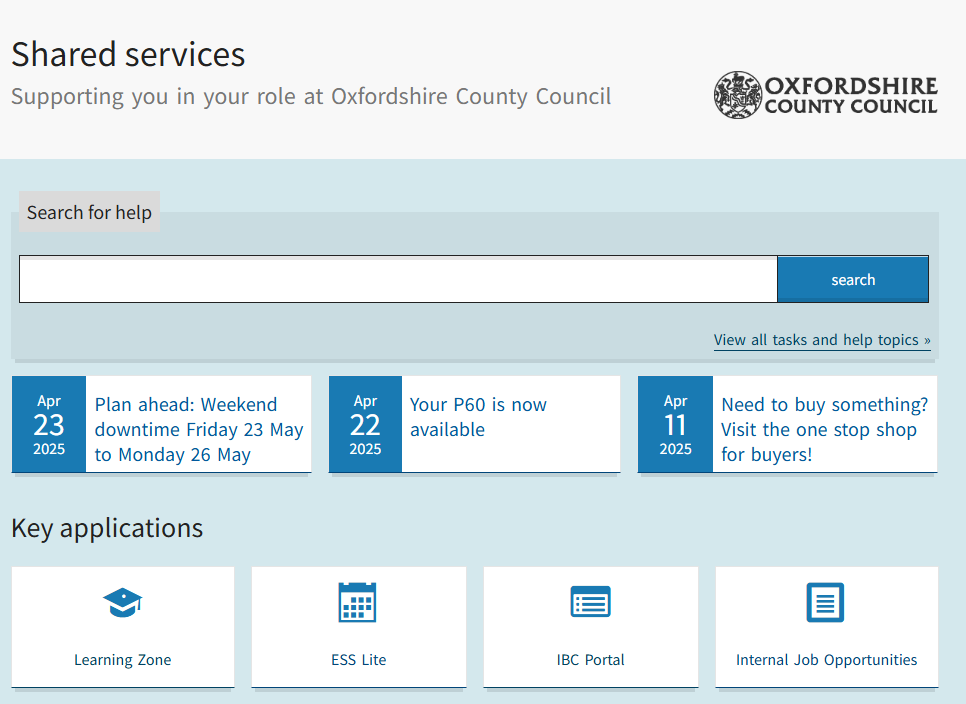 Shared services
Supporting you in your role at Oxfordshire County Council
OXFORDSHIRE
COUNTY COUNCIL
Search for help
search
View all tasks and help topics »
Apr
23
2025
Plan ahead: Weekend
downtime Friday 23 May
to Monday 26 May
Apr
22
2025
Your P60 is now
available
Apr
11
2025
Need to buy something?
Visit the one stop shop
for buyers!
Key applications
Learning Zone
ESS Lite
IBC Portal
Internal Job Opportunities